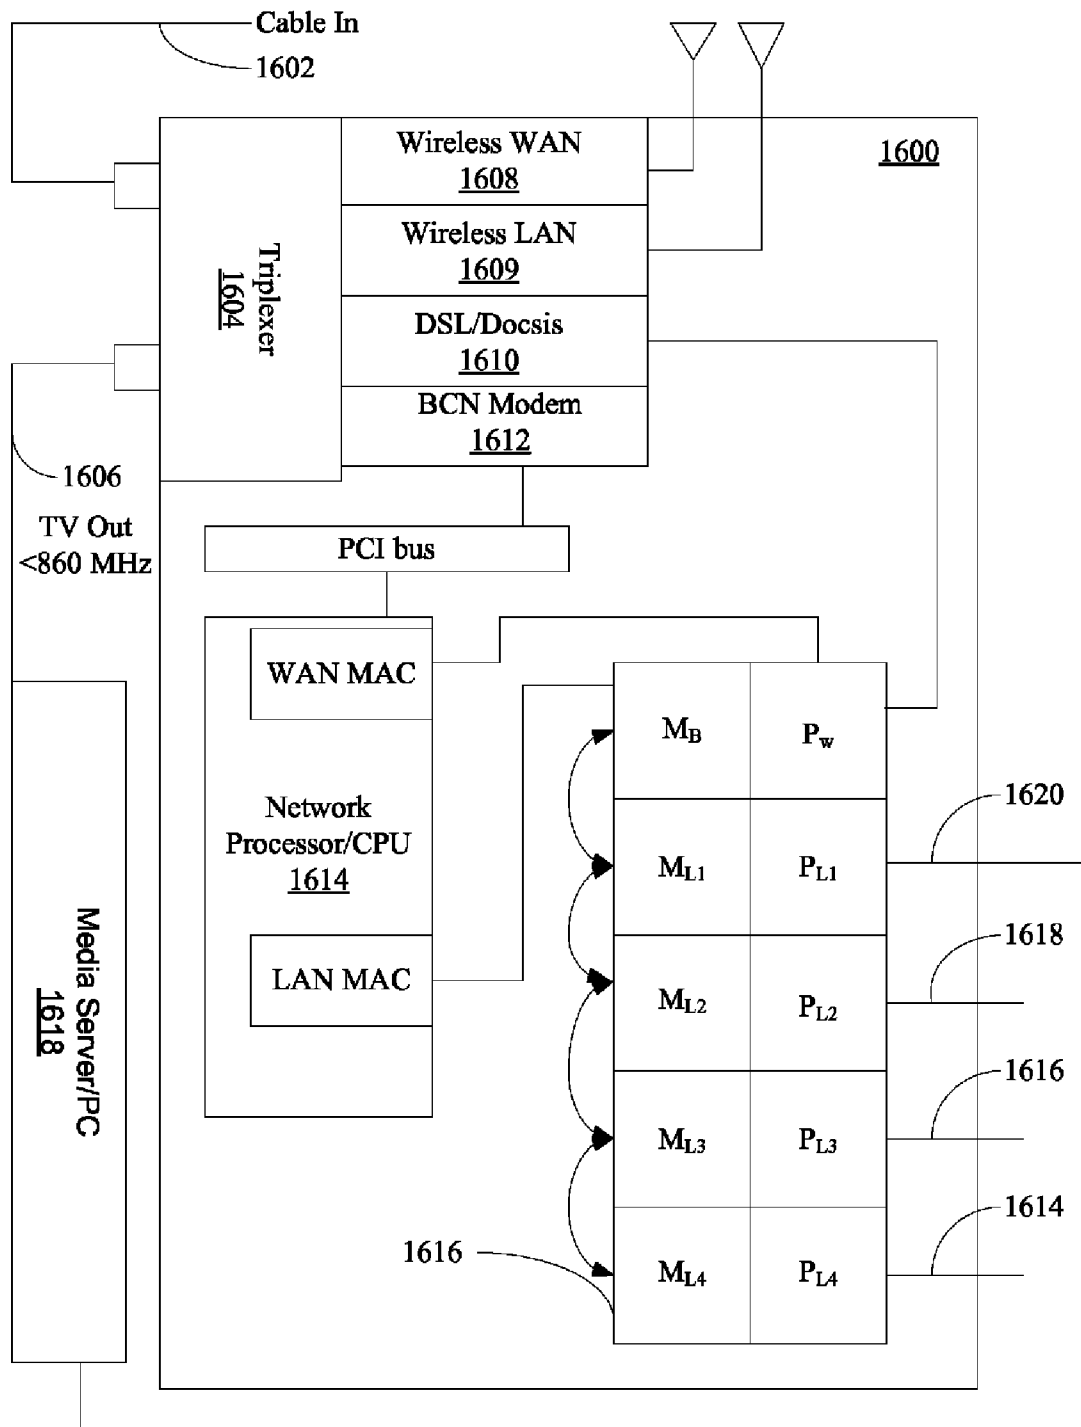 Cable In
1602
1600
Wireless WAN
1608
Wireless LAN
1609
Triplexer
1604
DSL/Docsis
1610
BCN Modem
1612
1606
TV Out
<860 MHz
PCI bus
WAN MAC
Network
Processor/CPU
1614
LAN MAC
Media Server/PC
1618
M_B
P_w
M_L1
P_L1
1620
M_L2
P_L2
1618
M_L3
P_L3
1616
M_L4
P_L4
1614
1616